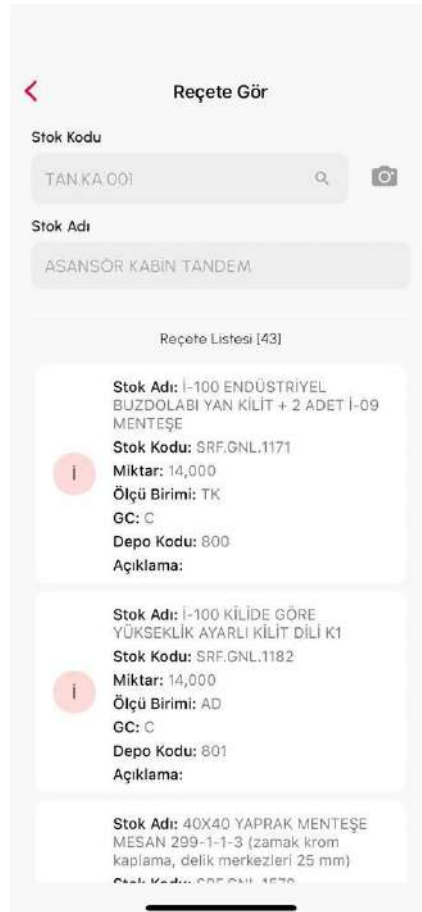 Reçete Gör
Stok Kodu
TAN.KA 001
Stok Adı
ASANSÖR KABİN TANDEM
Reçete Listesi [43]
Stok Adı: İ-100 ENDÜSTRİYEL
BUZDOLABI YAN KİLİT + 2 ADET İ-09
MENTEŞE
Stok Kodu: SRF.GNL.1171
İ
Miktar: 14,000
Ölçü Birimi: TK
GC: C
Depo Kodu: 800
Açıklama:
Stok Adı: İ-100 KİLİDE GÖRE
YÜKSEKLİK AYARLI KİLİT DİLİ K1
Stok Kodu: SRF.GNL.1182
Miktar: 14,000
İ
Ölçü Birimi: AD
GC: C
Depo Kodu: 801
Açıklama:
Stok Adı: 40X40 YAPRAK MENTEŞE
MESAN 299-1-1-3 (zamak krom
kaplama, delik merkezleri 25 mm)
Stok Kodu: